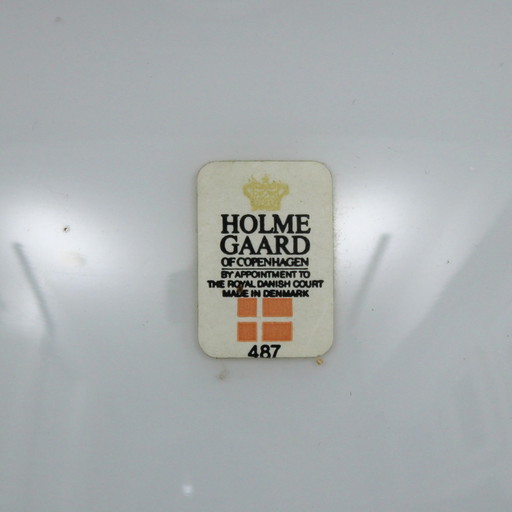 HOLME
GAARD
OF COPENHAGEN
BY APPOINTMENT TO
THE ROYAL DANISH COURT
MADE IN DENMARK
487